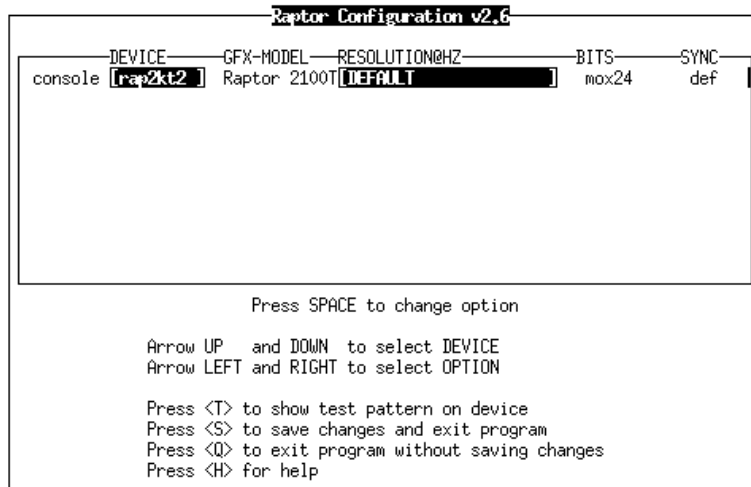 Raptor Configuration v2.6
DEVICE GFX-MODEL RESOLUTION@HZ BITS SYNC
console [rap2kt2 ] Raptor 2100T[DEFAULT ] mox24 def [
Press SPACE to change option
Arrow UP and DOWN to select DEVICE
Arrow LEFT and RIGHT to select OPTION
Press <T> to show test pattern on device
Press <S> to save changes and exit program
Press <Q> to exit program without saving changes
Press <H> for help